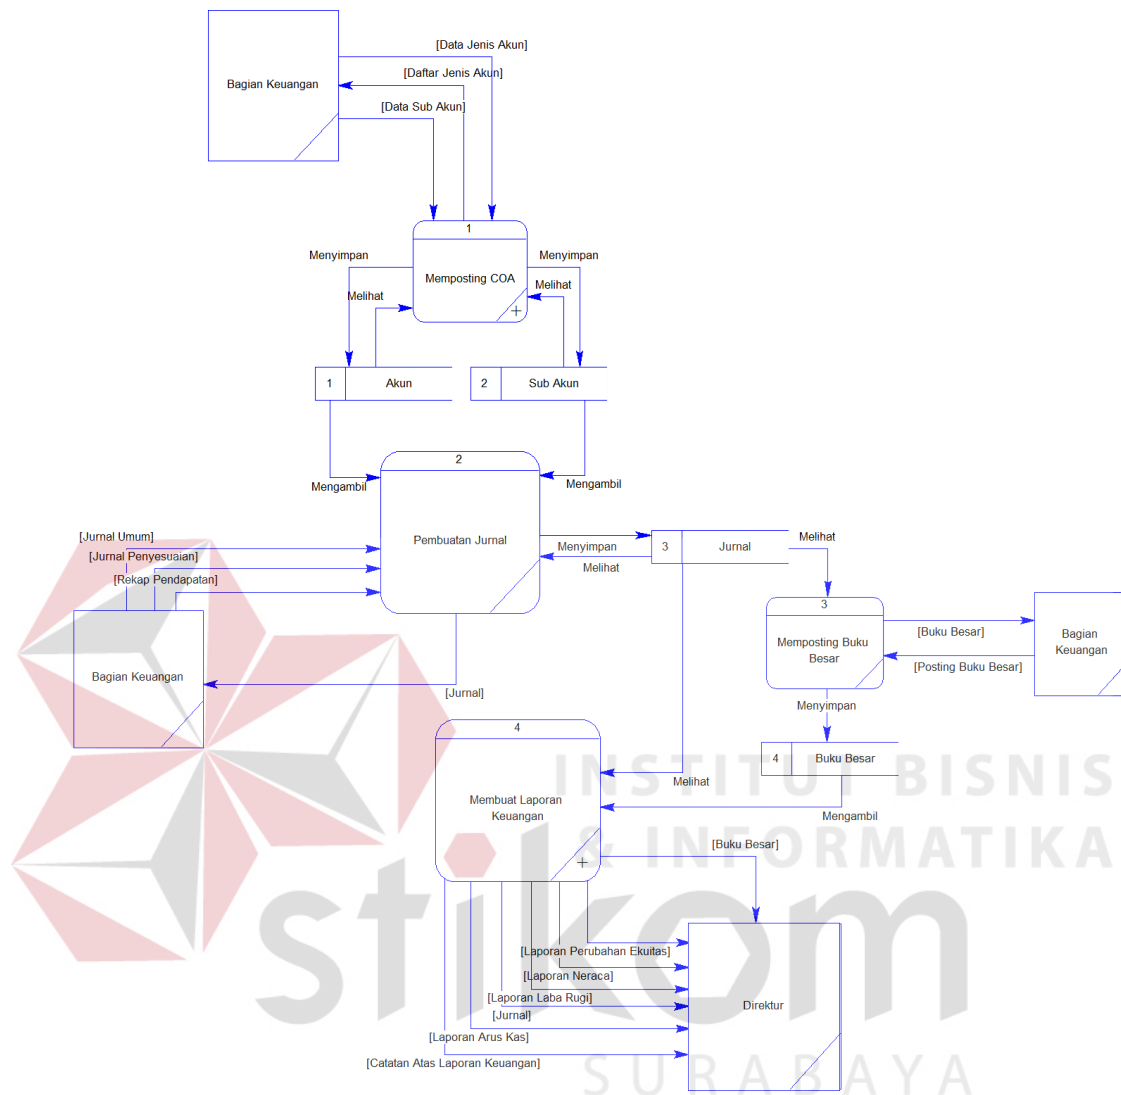 [Data Jenis Akun]
Bagian Keuangan
[Daftar Jenis Akun]
[Data Sub Akun]
1
Memposting COA
+
Menyimpan
Menyimpan
Melihat
Melihat
1
Akun
2
Sub Akun
Mengambil
Mengambil
2
Pembuatan Jurnal
[Jurnal Umum]
[Jurnal Penyesuaian]
[Rekap Pendapatan]
Menyimpan
Melihat
3
Jurnal
Melihat
3
Memposting Buku
Besar
[Buku Besar]
[Posting Buku Besar]
Bagian
Keuangan
Bagian Keuangan
[Jurnal]
Menyimpan
4
Buku Besar
4
Membuat Laporan
Keuangan
+
Melihat
Mengambil
[Buku Besar]
[Laporan Perubahan Ekuitas]
[Laporan Neraca]
[Laporan Laba Rugi]
[Jurnal]
[Laporan Arus Kas]
[Catatan Atas Laporan Keuangan]
Direktur
INSTITUT BISNIS
& INFORMATIKA
stikom
SURABAYA